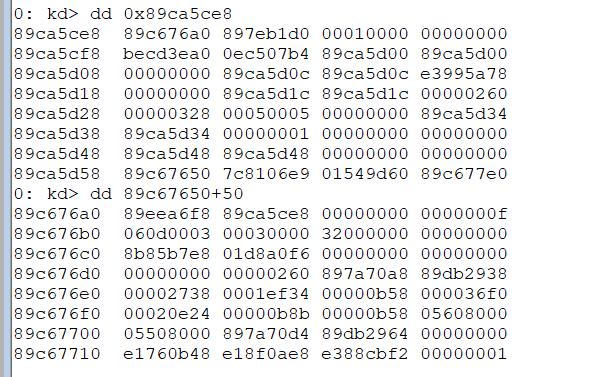 0: kd> dd 0x89ca5ce8
89ca5ce8  89c676a0 897eb1d0 00010000 00000000
89ca5cf8  becd3ea0 0ec507b4 89ca5d00 89ca5d00
89ca5d08  00000000 89ca5d0c 89ca5d0c e3995a78
89ca5d18  00000000 89ca5d1c 89ca5d1c 00000260
89ca5d28  00000328 00050005 00000000 89ca5d34
89ca5d38  89ca5d34 00000001 00000000 00000000
89ca5d48  89ca5d48 89ca5d48 00000000 00000000
89ca5d58  89c67650 7c8106e9 01549d60 89c677e0
0: kd> dd 89c67650+50
89c676a0  89eea6f8 89ca5ce8 00000000 0000000f
89c676b0  060d0003 00030000 32000000 00000000
89c676c0  8b85b7e8 01d8a0f6 00000000 00000000
89c676d0  00000000 00000260 897a70a8 89db2938
89c676e0  00002738 0001ef34 00000b58 000036f0
89c676f0  00020e24 00000b8b 00000b58 05608000
89c67700  05508000 897a70d4 89db2964 00000000
89c67710  e1760b48 e18f0ae8 e388cbf2 00000001